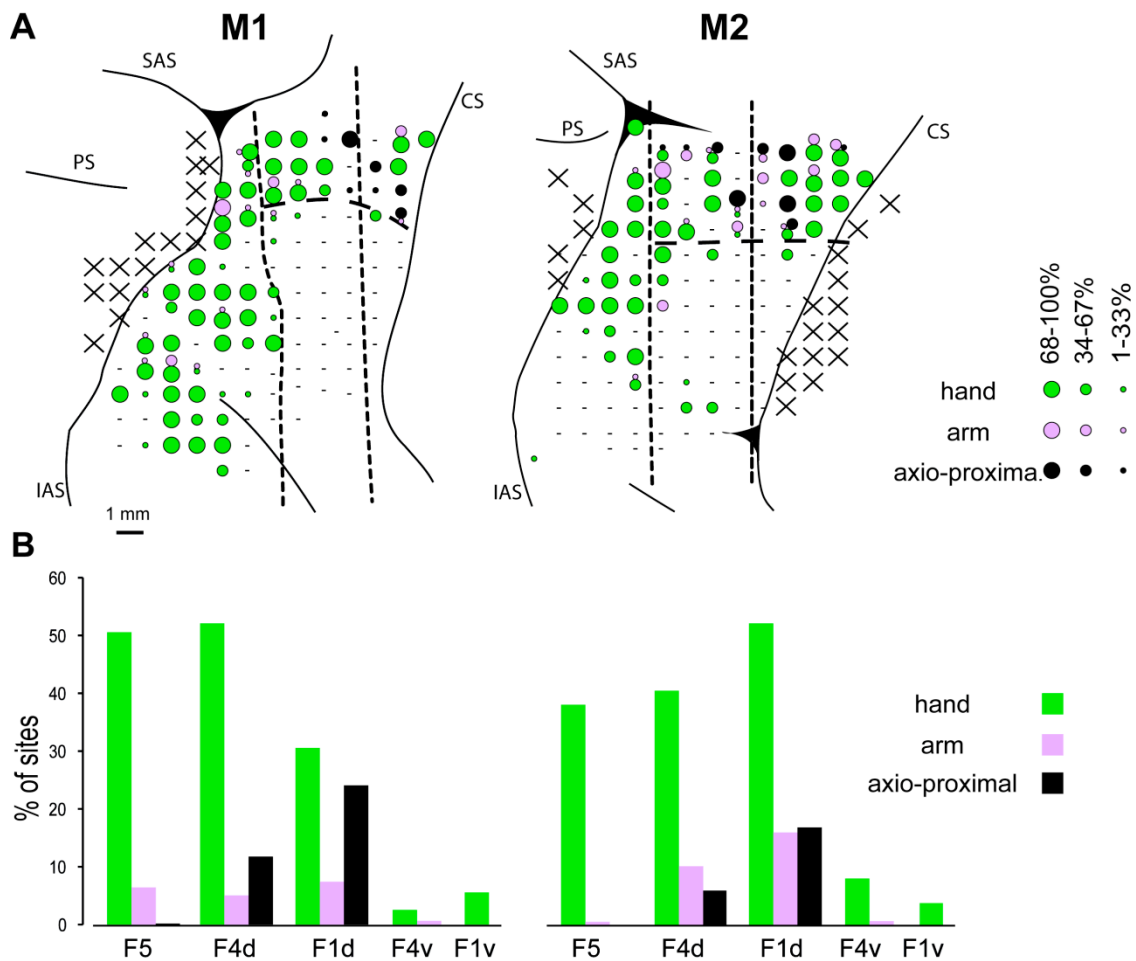 A
M1
M2
SAS
PS
CS
IAS
1 mm
SAS
PS
CS
IAS
68-100%
34-67%
1-33%
hand
arm
axio-proxima.
B
% of sites
60
50
40
30
20
10
0
F5 F4d F1d F4v F1v
F5 F4d F1d F4v F1v
hand
arm
axio-proximal